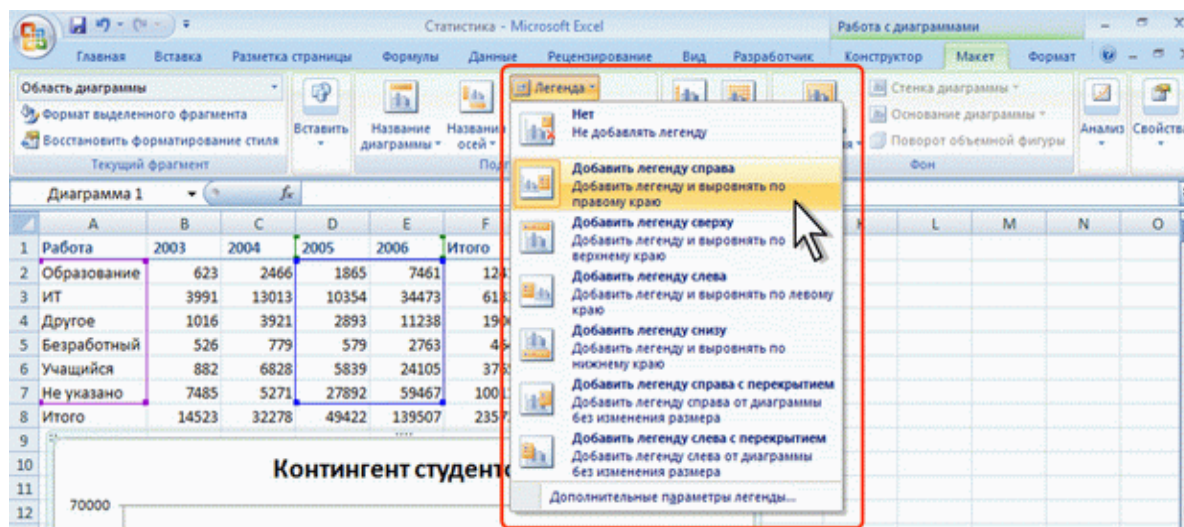 Статистика - Microsoft Excel
Работа с диаграммами
Главная Вставка Разметка страницы Формулы Данные Рецензирование Вид Разработчик Конструктор Макет Формат
Область диаграммы
Формат выделенного фрагмента
Восстановить форматирование стиля
Текущий фрагмент
Вставить
Название диаграммы
Названия осей
Легенда
Стенка диаграммы
Основание диаграммы
Поворот объемной фигуры
Фон
Анализ
Свойств
Нет
Не добавлять легенду
Добавить легенду справа
Добавить легенду и выровнять по
правому краю
Добавить легенду сверху
Добавить легенду и выровнять по
верхнему краю
Добавить легенду слева
Добавить легенду и выровнять по левому
краю
Добавить легенду снизу
Добавить легенду и выровнять по
нижнему краю
Добавить легенду справа с перекрытием
Добавить легенду справа от диаграммы
без изменения размера
Добавить легенду слева с перекрытием
Добавить легенду слева от диаграммы
без изменения размера
Дополнительные параметры легенды...
Диаграмма 1 fx
A B C D E F K L M N O
1 Работа 2003 2004 2005 2006 Итого
2 Образование 623 2466 1865 7461
3 ИТ 3991 13013 10354 34473
4 Другое 1016 3921 2893 11238
5 Безработный 526 779 579 2763
6 Учащийся 882 6828 5839 24105
7 Не указано 7485 5271 27892 59467
8 Итого 14523 32278 49422 139507
9
10
11
12
Контингент студенто
70000